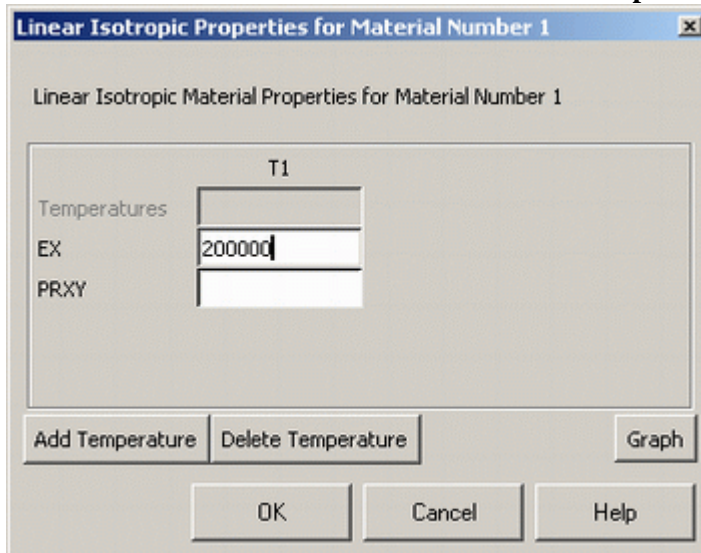 Linear Isotropic Properties for Material Number 1
Linear Isotropic Material Properties for Material Number 1
T1
Temperatures
EX 200000
PRXY
Add Temperature Delete Temperature Graph
OK Cancel Help